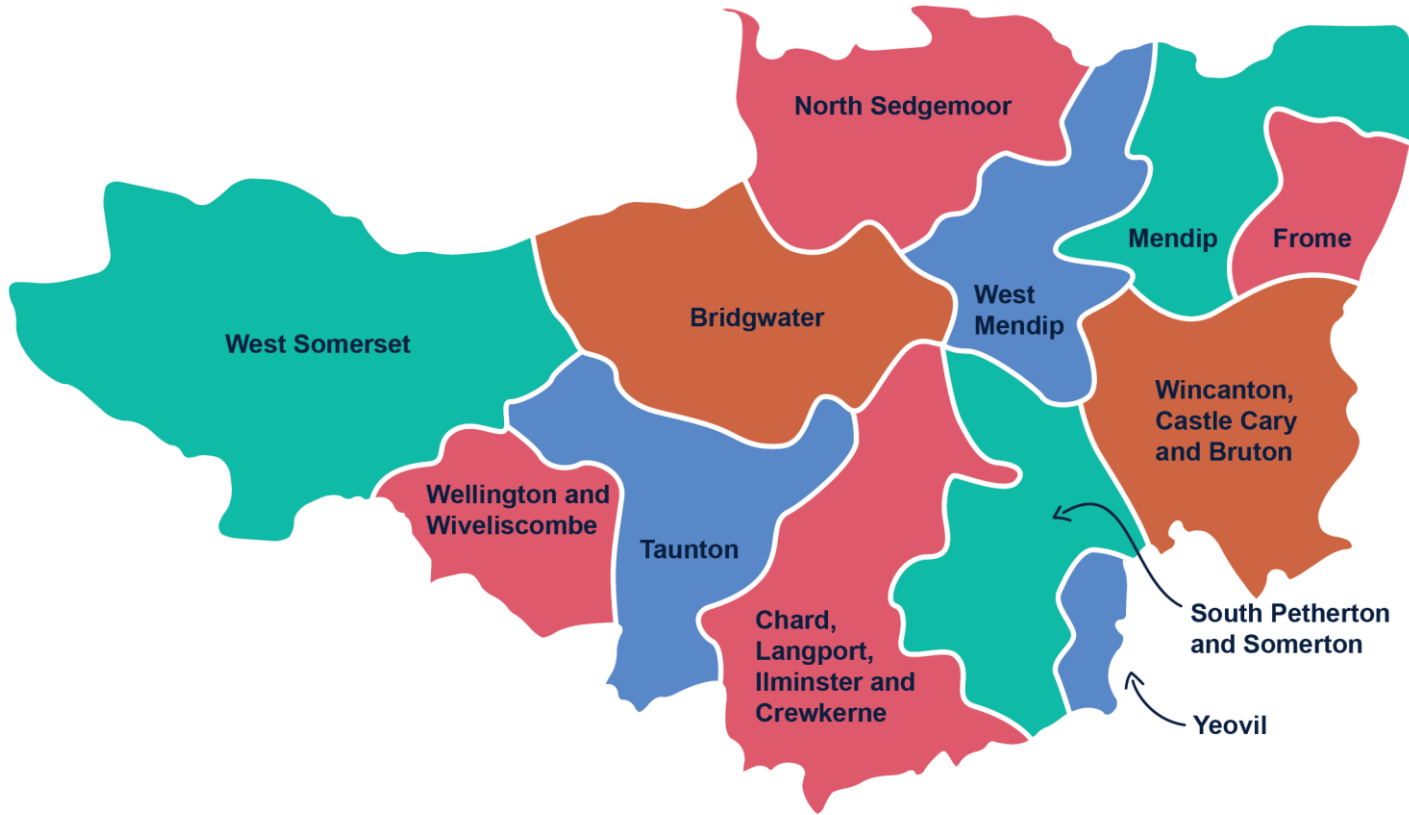 North Sedgemoor
Mendip
Frome
West
Mendip
Bridgwater
West Somerset
Wincanton,
Castle Cary
and Bruton
Wellington and
Wiveliscombe
Taunton
Chard,
Langport,
Ilminster and
Crewkerne
South Petherton
and Somerton
Yeovil